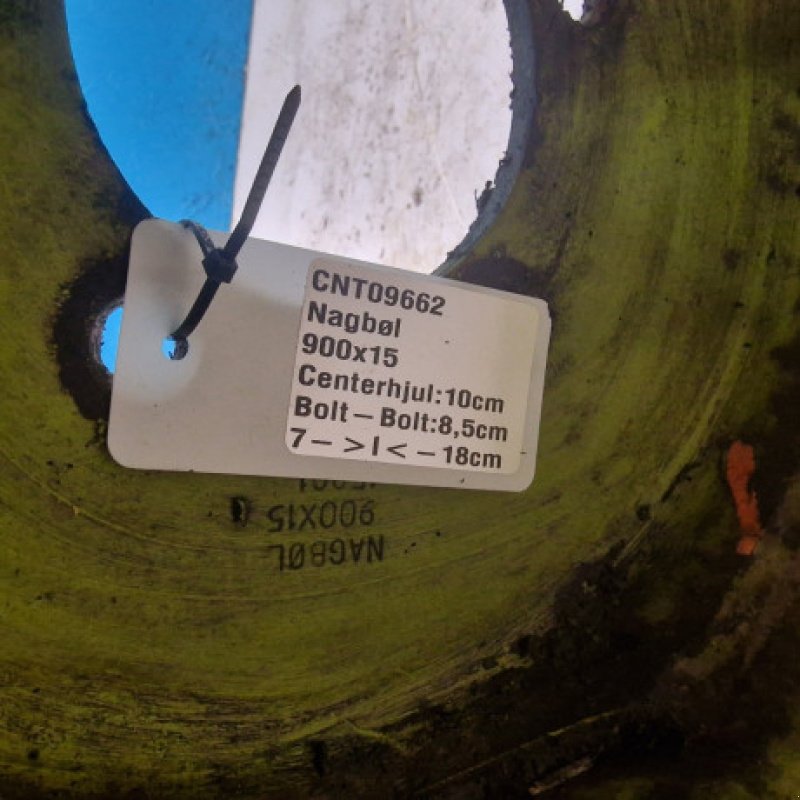 CNT09662
Nagbøl
900x15
Centerhjul:10cm
Bolt – Bolt:8,5cm
7 – > I < – 18cm
NAGBØL
900X15